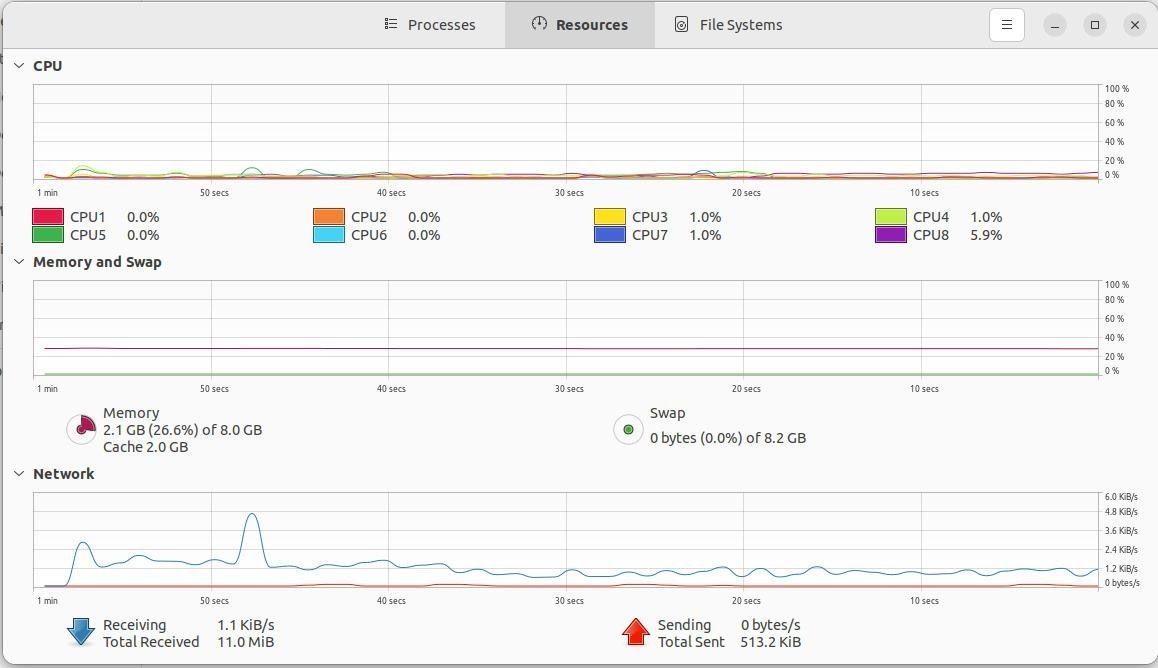 Processes Resources File Systems
CPU
100 %
80 %
60 %
40 %
20 %
0 %
1 min 50 secs 40 secs 30 secs 20 secs 10 secs
CPU1 0.0% CPU2 0.0% CPU3 1.0% CPU4 1.0%
CPU5 0.0% CPU6 0.0% CPU7 1.0% CPU8 5.9%
Memory and Swap
100 %
80 %
60 %
40 %
20 %
0 %
1 min 50 secs 40 secs 30 secs 20 secs 10 secs
Memory
2.1 GB (26.6%) of 8.0 GB
Cache 2.0 GB
Swap
0 bytes (0.0%) of 8.2 GB
Network
6.0 KiB/s
4.8 KiB/s
3.6 KiB/s
2.4 KiB/s
1.2 KiB/s
0 bytes/s
1 min 50 secs 40 secs 30 secs 20 secs 10 secs
Receiving 1.1 KiB/s
Total Received 11.0 MiB
Sending 0 bytes/s
Total Sent 513.2 KiB